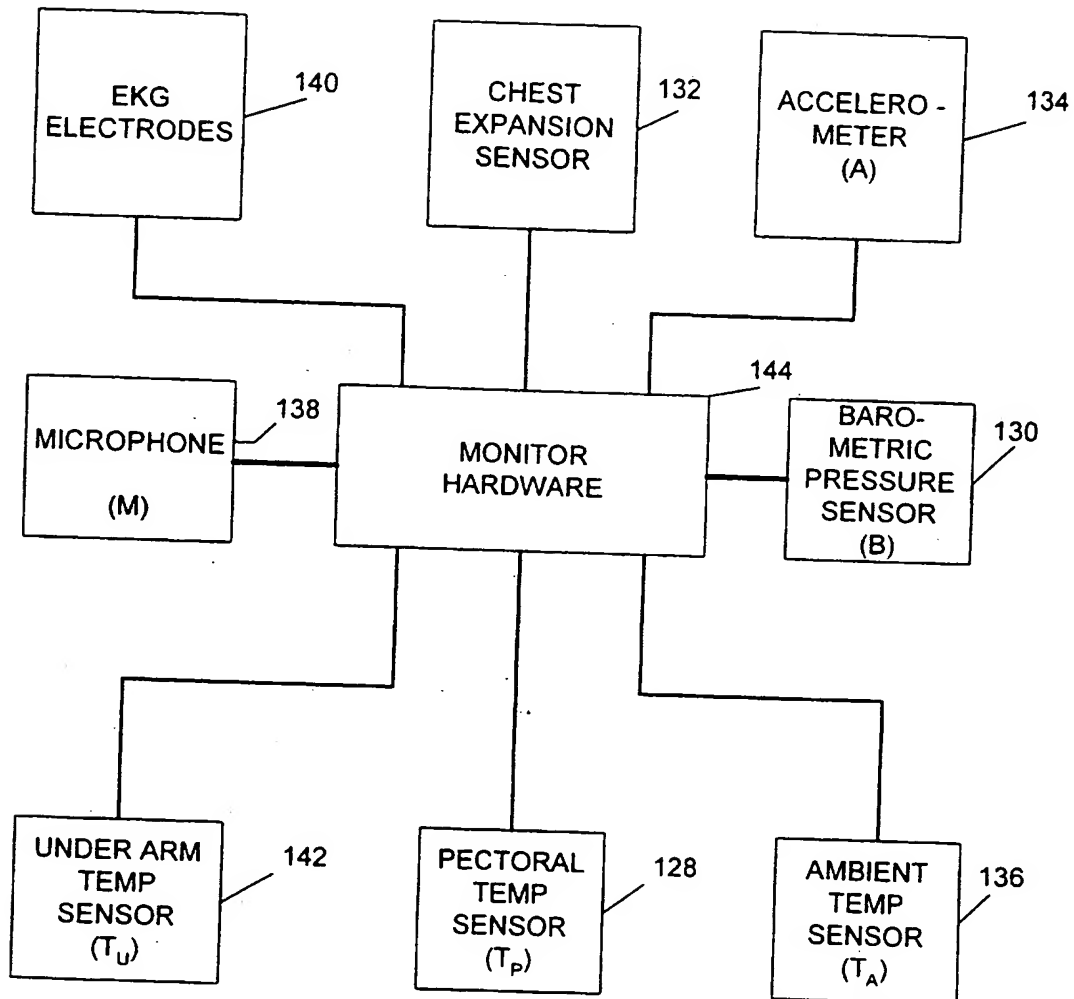 EKG
ELECTRODES
140
CHEST
EXPANSION
SENSOR
132
ACCELERO -
METER
(A)
134
MICROPHONE
(M)
138
MONITOR
HARDWARE
144
BARO-
METRIC
PRESSURE
SENSOR
(B)
130
UNDER ARM
TEMP
SENSOR
(TU)
142
PECTORAL
TEMP
SENSOR
(TP)
128
AMBIENT
TEMP
SENSOR
(TA)
136